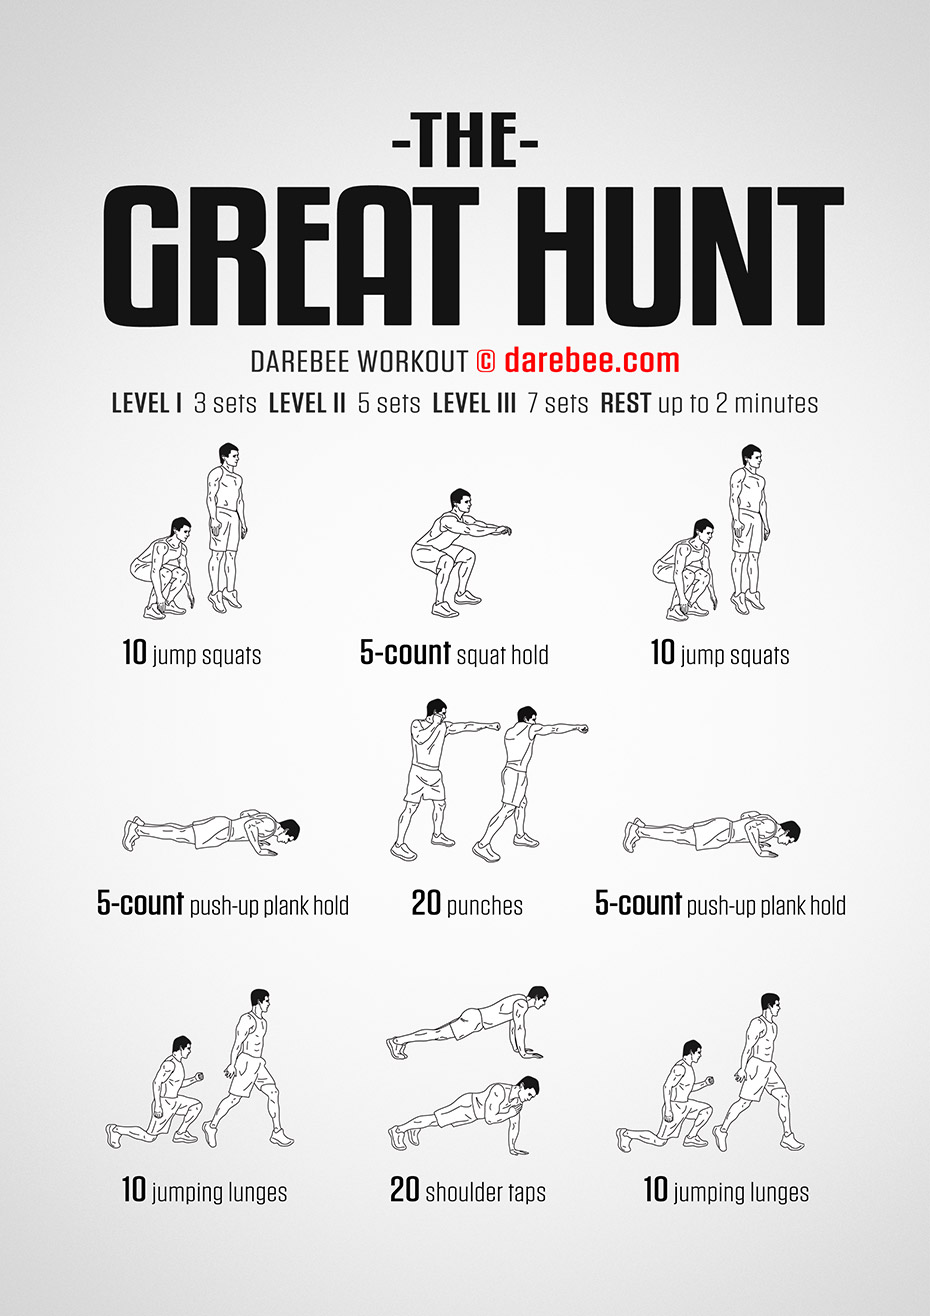 -THE-
GREAT HUNT
DAREBEE WORKOUT © darebee.com
LEVEL I 3 sets LEVEL II 5 sets LEVEL III 7 sets REST up to 2 minutes
10 jump squats
5-count squat hold
10 jump squats
5-count push-up plank hold
20 punches
5-count push-up plank hold
10 jumping lunges
20 shoulder taps
10 jumping lunges